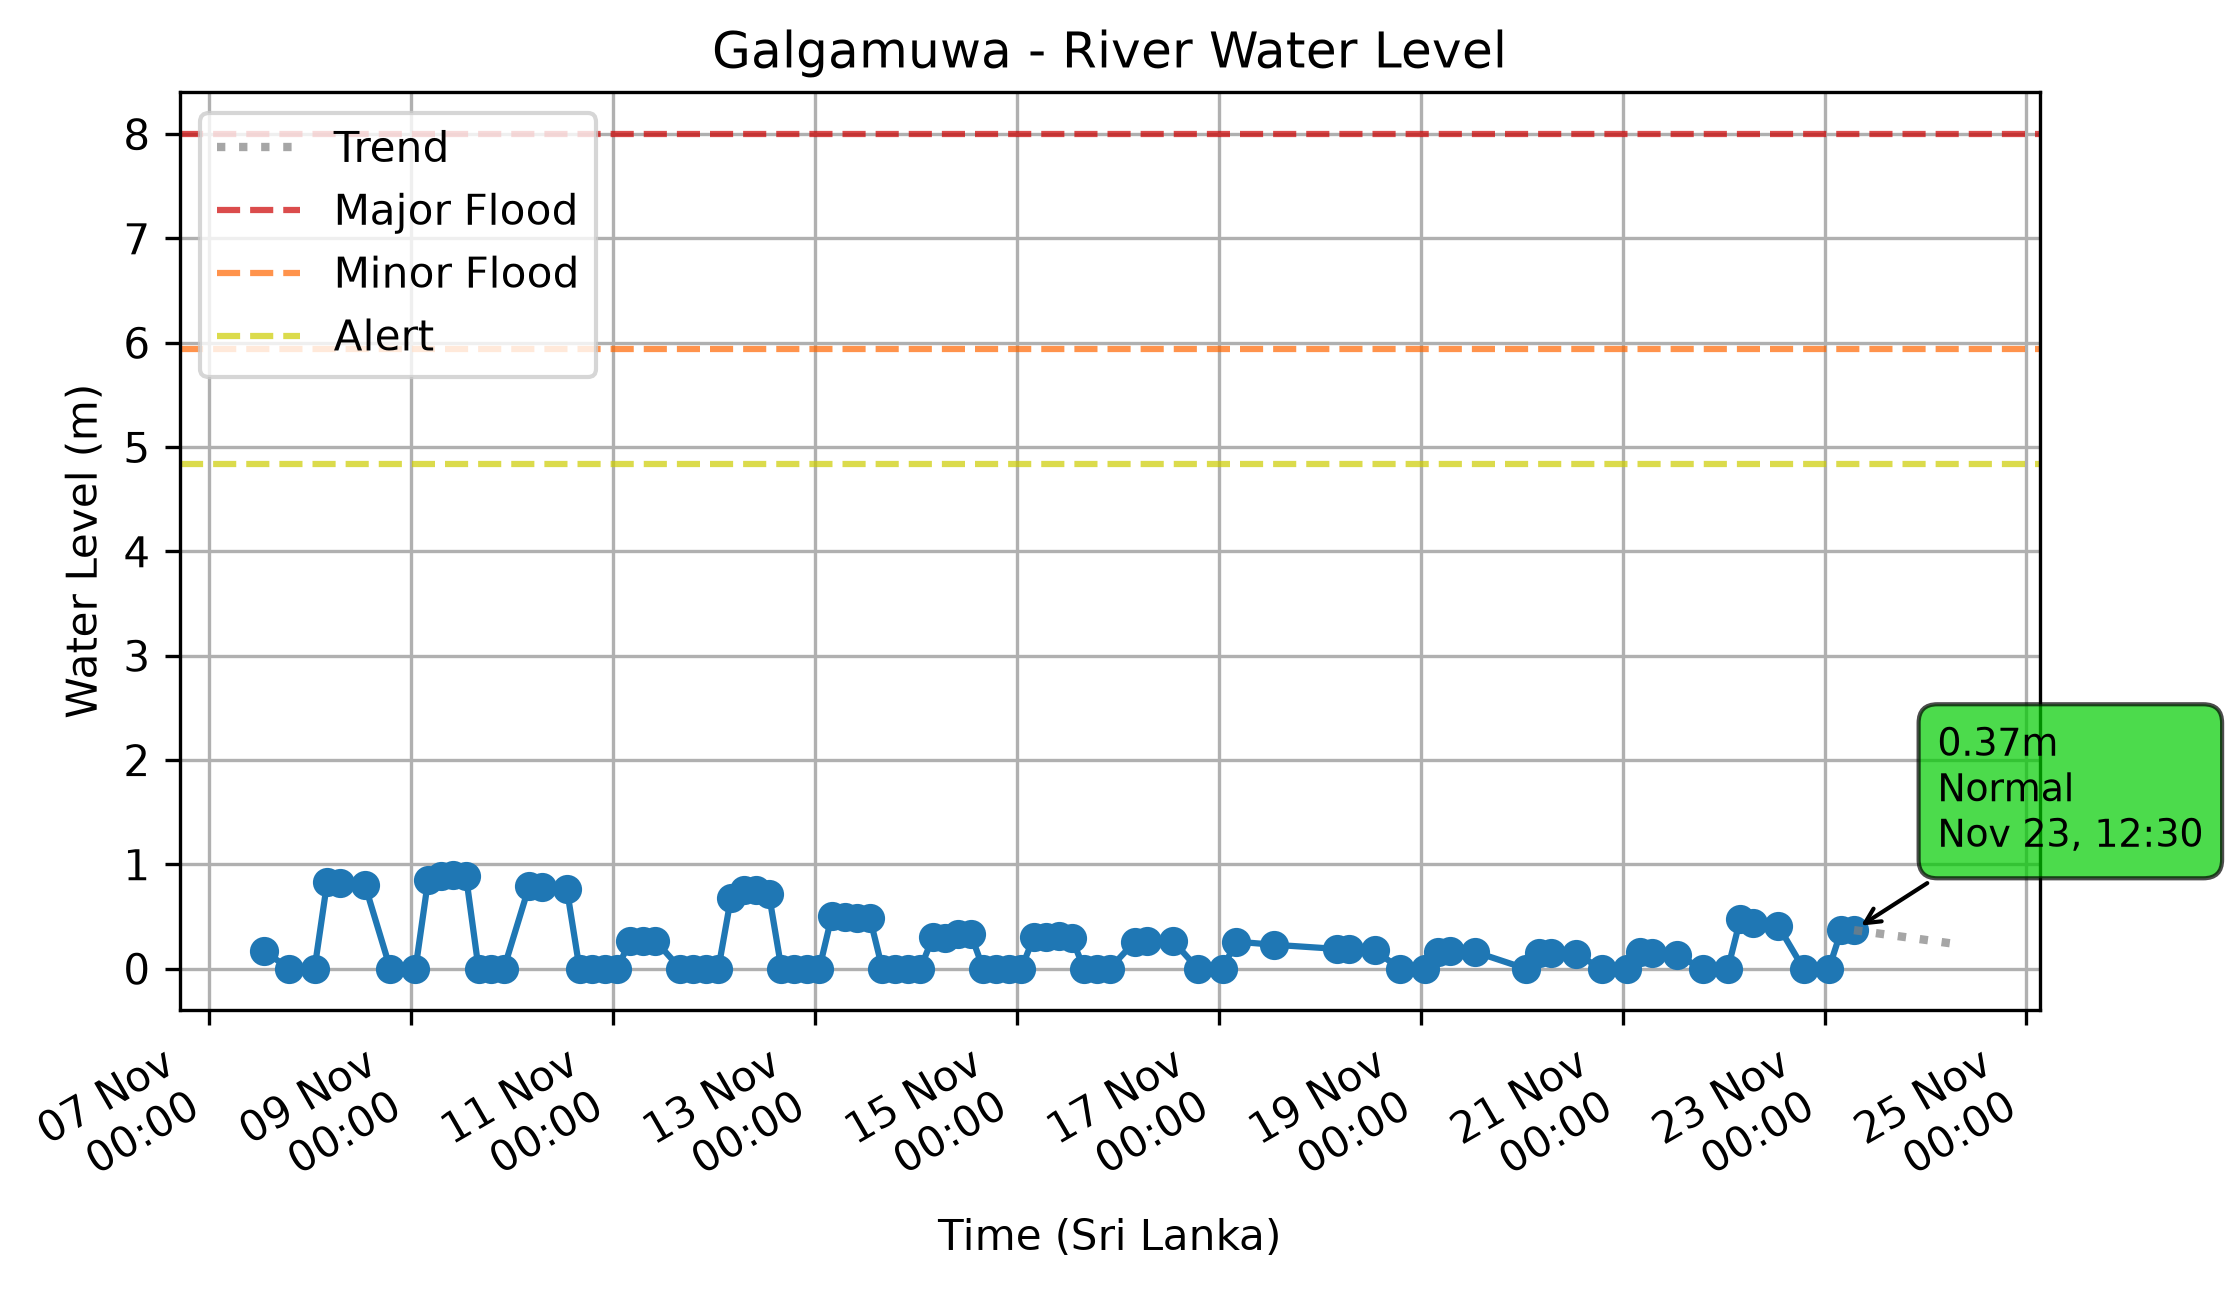 Galgamuwa - River Water Level
Trend
Major Flood
Minor Flood
Alert
8
7
6
5
4
3
2
1
0
Water Level (m)
0.37m
Normal
Nov 23, 12:30
07 Nov
00:00
09 Nov
00:00
11 Nov
00:00
13 Nov
00:00
15 Nov
00:00
17 Nov
00:00
19 Nov
00:00
21 Nov
00:00
23 Nov
00:00
25 Nov
00:00
Time (Sri Lanka)